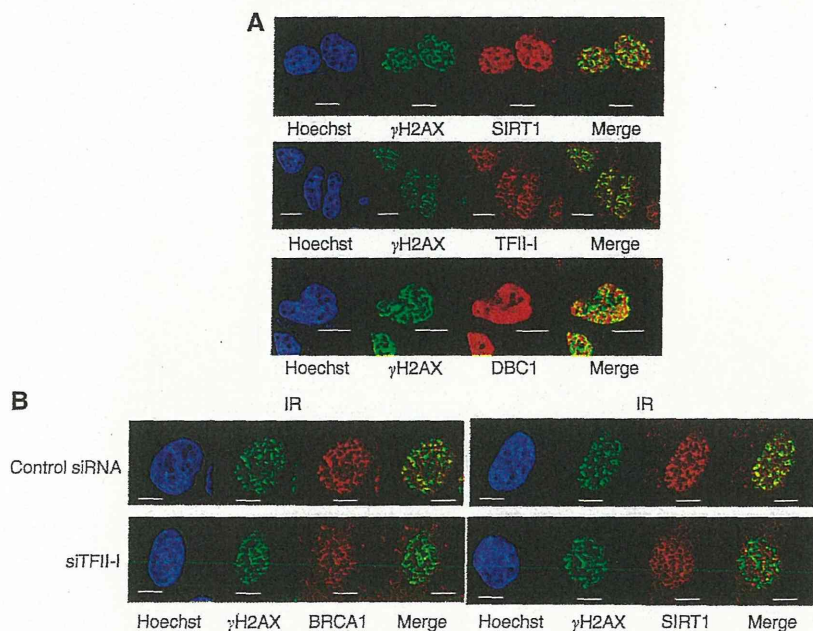 A
Hoechst γH2AX SIRT1 Merge
Hoechst γH2AX TFII-I Merge
Hoechst γH2AX DBC1 Merge
B
IR IR
Control siRNA
siTFII-I
Hoechst γH2AX BRCA1 Merge Hoechst γH2AX SIRT1 Merge